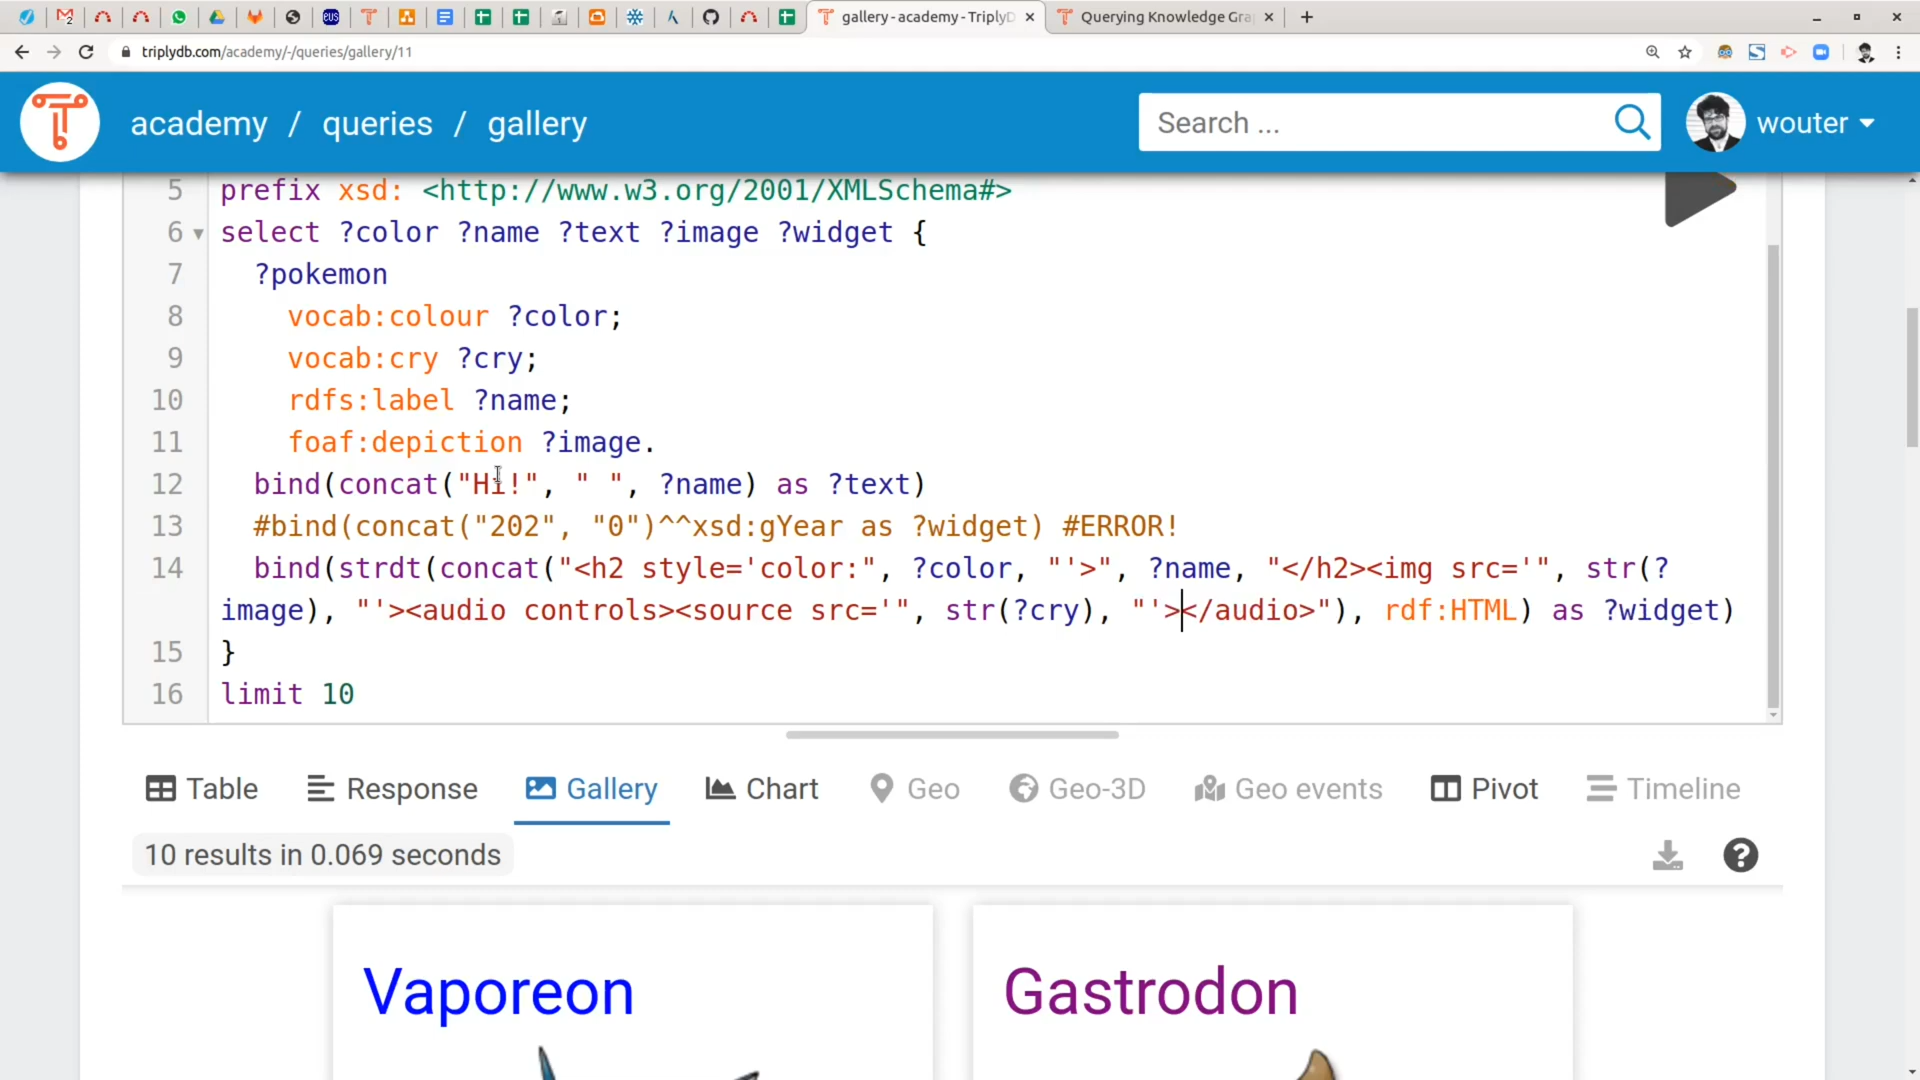 gallery - academy - TriplyD
Querying Knowledge Gra
triplydb.com/academy/-/queries/gallery/11
academy / queries / gallery
Search ...
wouter
5 prefix xsd: <http://www.w3.org/2001/XMLSchema#>
6 select ?color ?name ?text ?image ?widget {
7 ?pokemon
8 vocab:colour ?color;
9 vocab:cry ?cry;
10 rdfs:label ?name;
11 foaf:depiction ?image.
12 bind(concat("Hi!", " ", ?name) as ?text)
13 #bind(concat("202", "0")^^xsd:gYear as ?widget) #ERROR!
14 bind(strdt(concat("<h2 style='color:", ?color, "'>", ?name, "</h2><img src='", str(?
image), "'><audio controls><source src='", str(?cry), "'></audio>"), rdf:HTML) as ?widget)
15 }
16 limit 10
Table Response Gallery Chart Geo Geo-3D Geo events Pivot Timeline
10 results in 0.069 seconds
?
Vaporeon Gastrodon